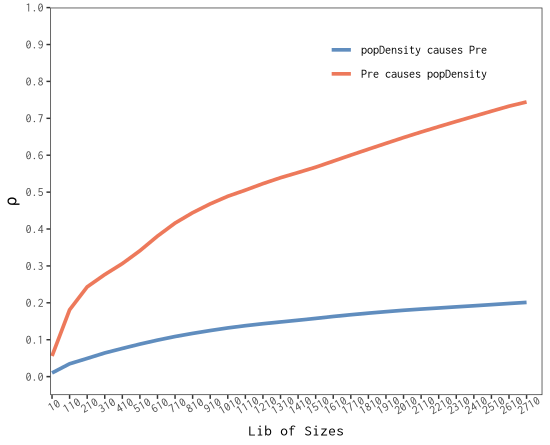 1.0
0.9
0.8
0.7
0.6
0.5
0.4
0.3
0.2
0.1
0.0
ρ
popDensity causes Pre
Pre causes popDensity
10 110 210 310 410 510 610 710 810 910 1010 1110 1210 1310 1410 1510 1610 1710 1810 1910 2010 2110 2210 2310 2410 2510 2610 2710
Lib of Sizes